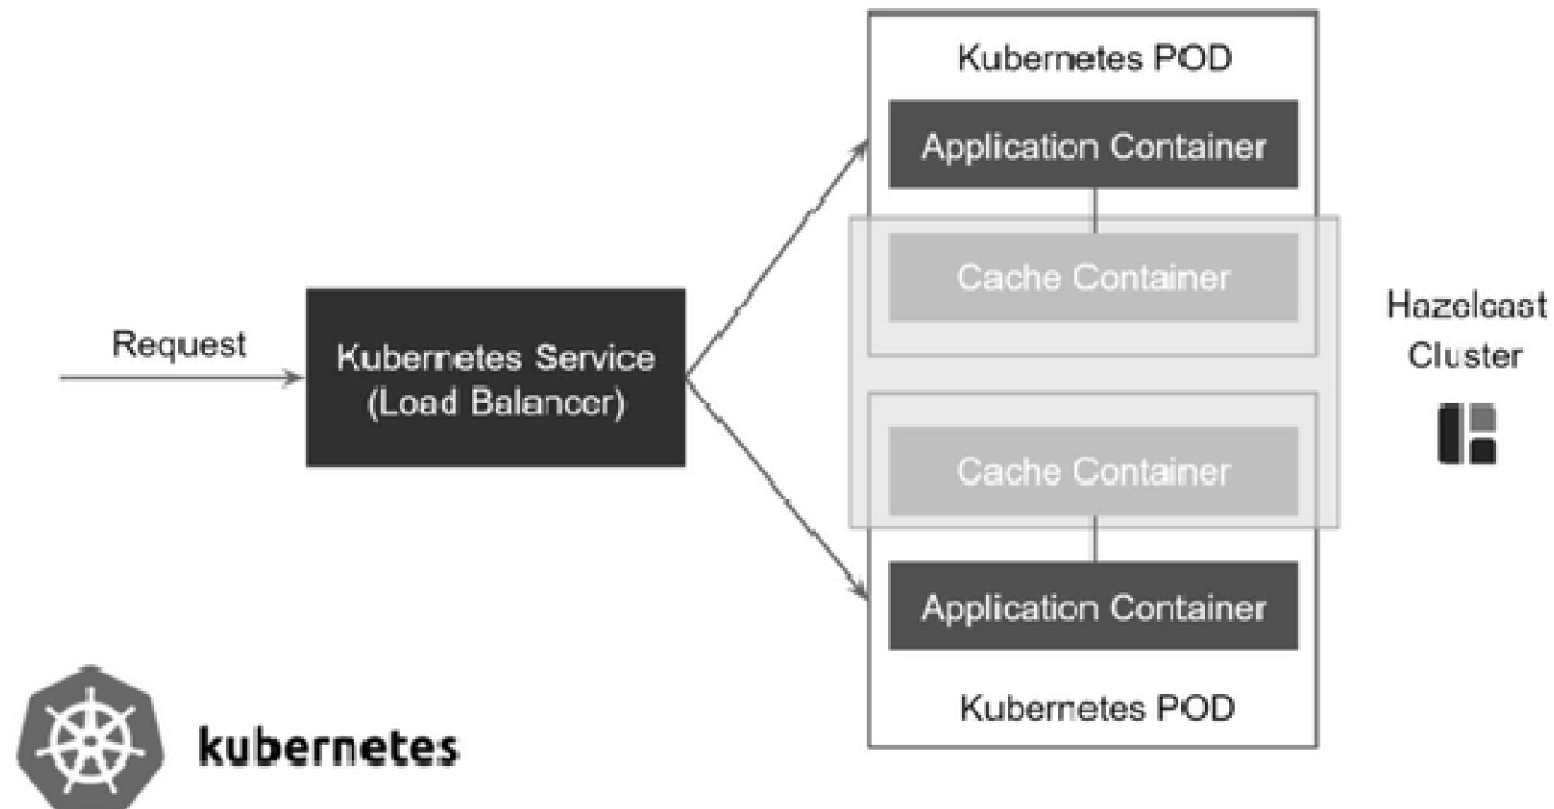 Kubernetes POD
Application Container
Cache Container
Request
Kubernetes Service
(Load Balancer)
Hazelcast
Cluster
Cache Container
Application Container
Kubernetes POD
kubernetes